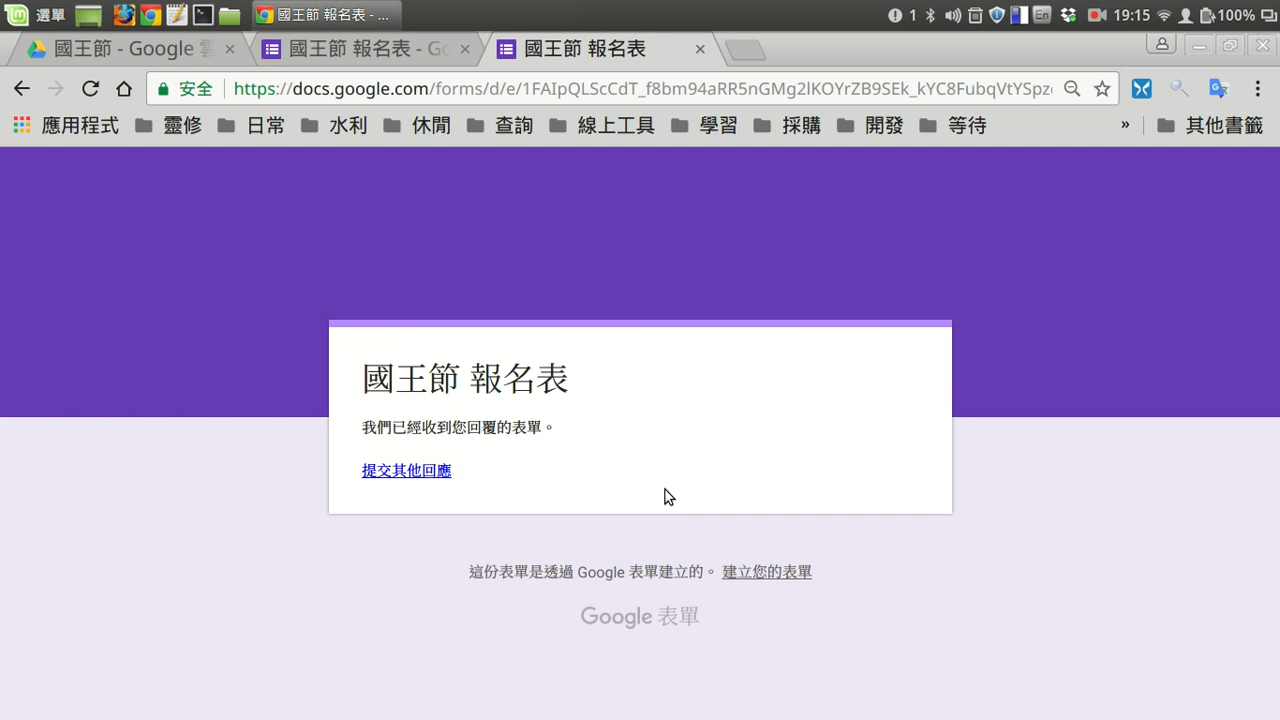 選單 國王節 報名表 - ... 1 En 19:15 100%
國王節 - Google 國王節 報名表 - Go 國王節 報名表
安全 https://docs.google.com/forms/d/e/1FAIpQLScCdT_f8bm94aRR5nGMg2lKOYrZB9SEk_kYC8FubqVtYSpz
應用程式 靈修 日常 水利 休閒 查詢 線上工具 學習 採購 開發 等待 » 其他書籤
國王節 報名表
我們已經收到您回覆的表單。
提交其他回應
這份表單是透過 Google 表單建立的。 建立您的表單
Google 表單